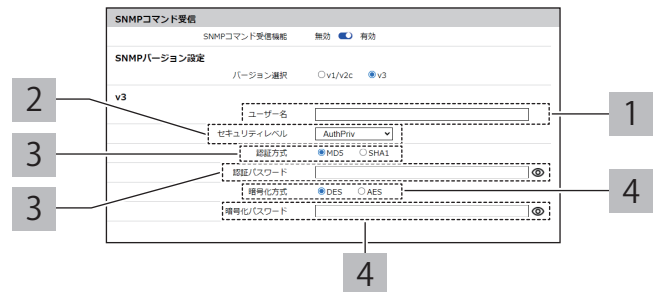 SNMPコマンド受信
SNMPコマンド受信機能 無効 有効
SNMPバージョン設定
バージョン選択 v1/v2c v3
v3
2
ユーザー名
1
セキュリティレベル AuthPriv
3
認証方式 MD5 SHA1
認証パスワード
3
暗号化方式 DES AES
4
暗号化パスワード
4